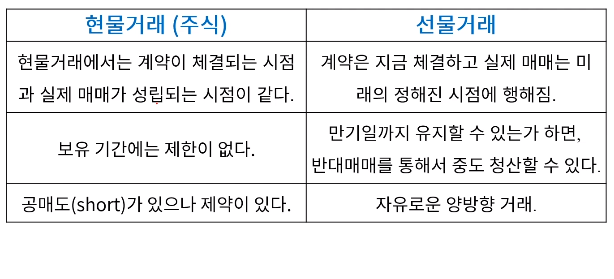 현물거래 (주식)
선물거래
현물거래에서는 계약이 체결되는 시점
과 실제 매매가 성립되는 시점이 같다.
계약은 지금 체결하고 실제 매매는 미
래의 정해진 시점에 행해짐.
보유 기간에는 제한이 없다.
만기일까지 유지할 수 있는가 하면,
반대매매를 통해서 중도 청산할 수 있다.
공매도(short)가 있으나 제약이 있다.
자유로운 양방향 거래.